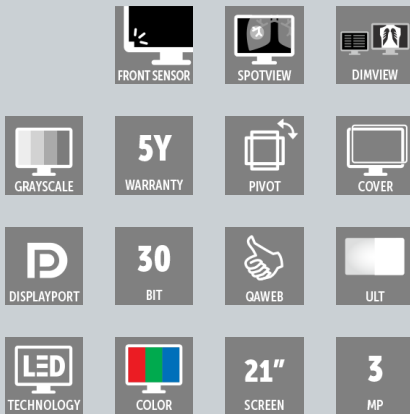 FRONT SENSOR
SPOTVIEW
DIMVIEW
GRAYSCALE
5Y
WARRANTY
PIVOT
COVER
D
DISPLAYPORT
30
BIT
QAWEB
ULT
LED
TECHNOLOGY
COLOR
21"
SCREEN
3
MP